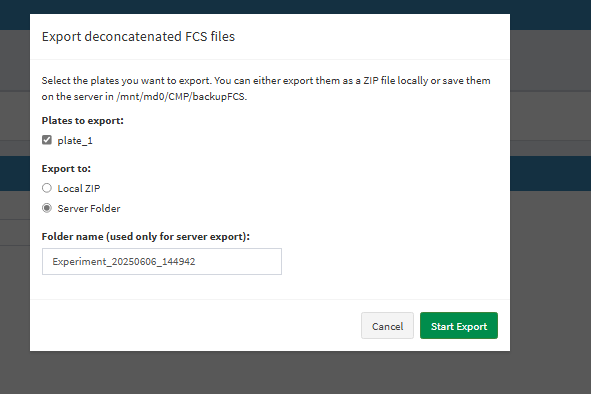 Export deconcatenated FCS files
Select the plates you want to export. You can either export them as a ZIP file locally or save them
on the server in /mnt/md0/CMP/backupFCS.
Plates to export:
plate_1
Export to:
Local ZIP
Server Folder
Folder name (used only for server export):
Experiment_20250606_144942
Cancel
Start Export